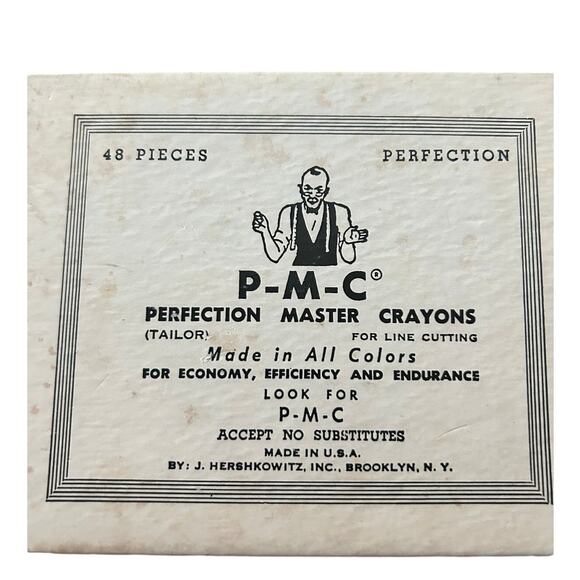 48 PIECES PERFECTION
P-M-C®
PERFECTION MASTER CRAYONS
(TAILOR) FOR LINE CUTTING
Made in All Colors
FOR ECONOMY, EFFICIENCY AND ENDURANCE
LOOK FOR
P-M-C
ACCEPT NO SUBSTITUTES
MADE IN U.S.A.
BY: J. HERSHKOWITZ, INC., BROOKLYN, N. Y.